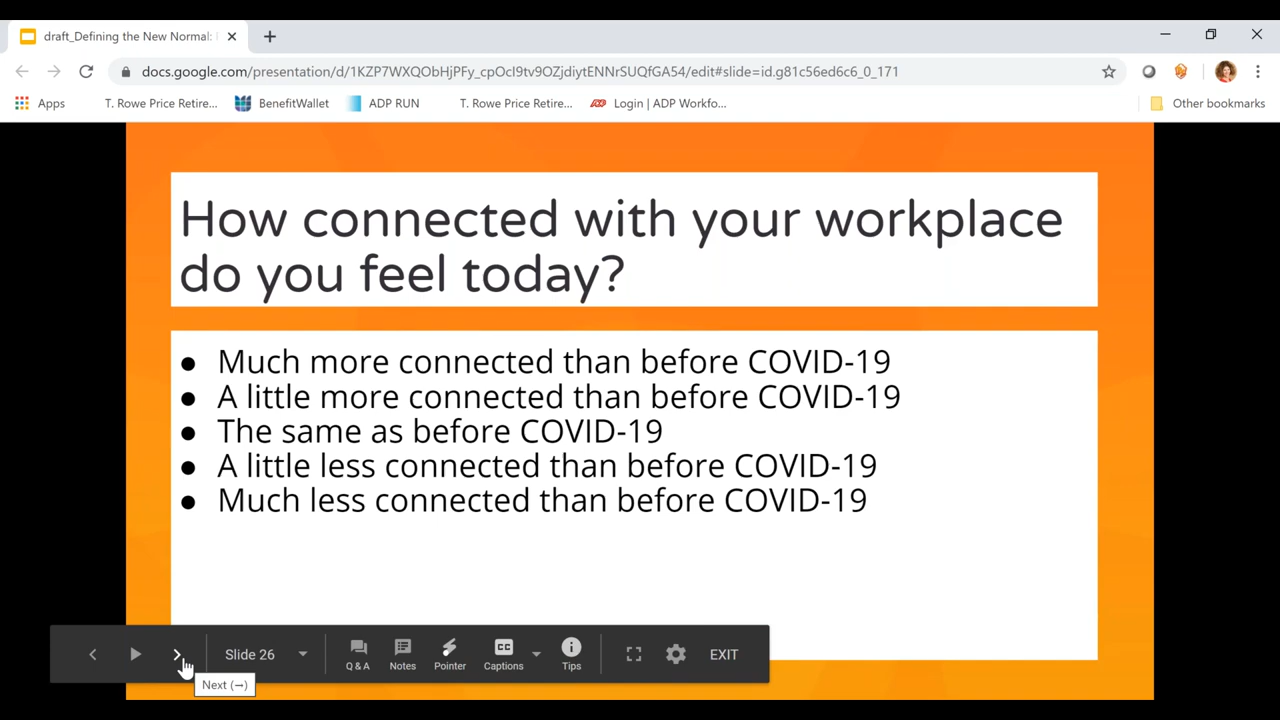 draft_Defining the New Normal:
docs.google.com/presentation/d/1KZP7WXQObHjPFy_cpOcI9tv9OZjdiytENNrSUQfGA54/edit#slide=id.g81c56ed6c6_0_171
Apps T. Rowe Price Retire... BenefitWallet ADP RUN T. Rowe Price Retire... Login | ADP Workfo... Other bookmarks
How connected with your workplace
do you feel today?
● Much more connected than before COVID-19
● A little more connected than before COVID-19
● The same as before COVID-19
● A little less connected than before COVID-19
● Much less connected than before COVID-19
Slide 26 Q & A Notes Pointer CC Captions Tips EXIT
Next (→)